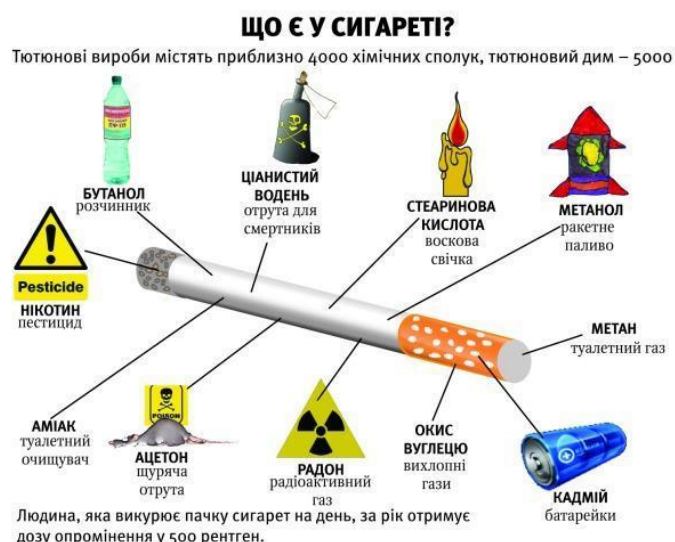 ЩО Є У СИГАРЕТІ?
Тютюнові вироби містять приблизно 4000 хімічних сполук, тютюновий дим – 5000
БУТАНОЛ
розчинник
ЦІАНИСТИЙ
ВОДЕНЬ
отрута для
смертників
СТЕАРИНОВА
КИСЛОТА
воскова
свічка
МЕТАНОЛ
ракетне
паливо
Pesticide
НІКОТИН
пестицид
МЕТАН
туалетний газ
АМІАК
туалетний
очищувач
POISON
АЦЕТОН
щуряча
отрута
РАДОН
радіоактивний
газ
ОКИС
ВУГЛЕЦЮ
вихлопні
гази
КАДМІЙ
батарейки
Людина, яка викурює пачку сигарет на день, за рік отримує
дозу опромінення у 500 рентген.